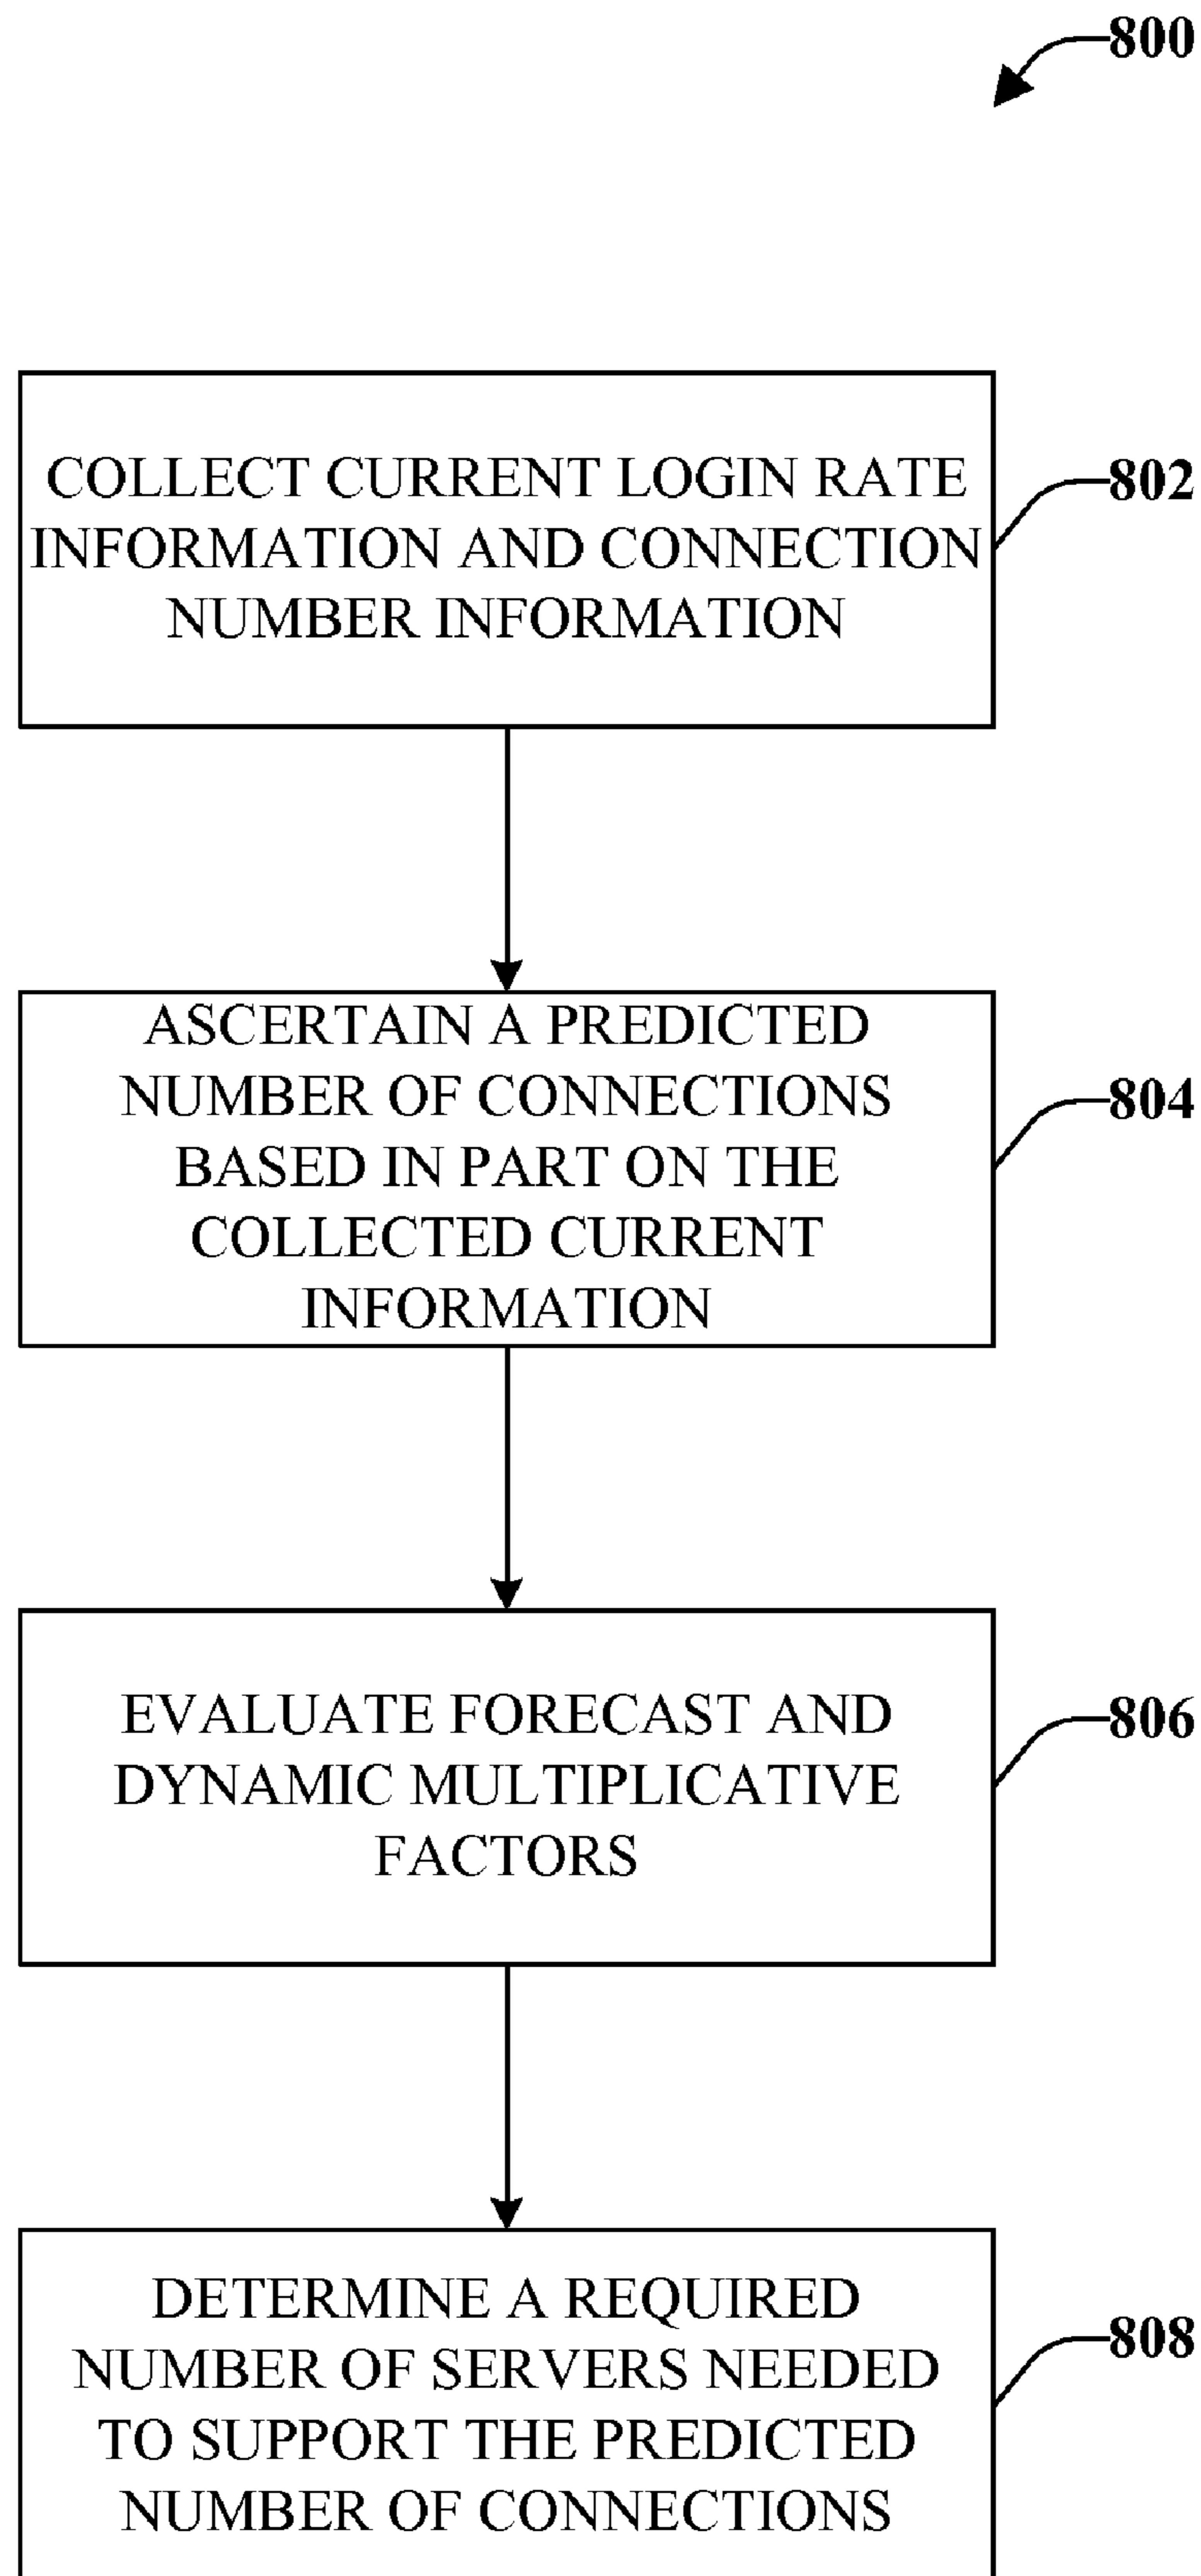 800
COLLECT CURRENT LOGIN RATE
INFORMATION AND CONNECTION
NUMBER INFORMATION
802
ASCERTAIN A PREDICTED
NUMBER OF CONNECTIONS
BASED IN PART ON THE
COLLECTED CURRENT
INFORMATION
804
EVALUATE FORECAST AND
DYNAMIC MULTIPLICATIVE
FACTORS
806
DETERMINE A REQUIRED
NUMBER OF SERVERS NEEDED
TO SUPPORT THE PREDICTED
NUMBER OF CONNECTIONS
808